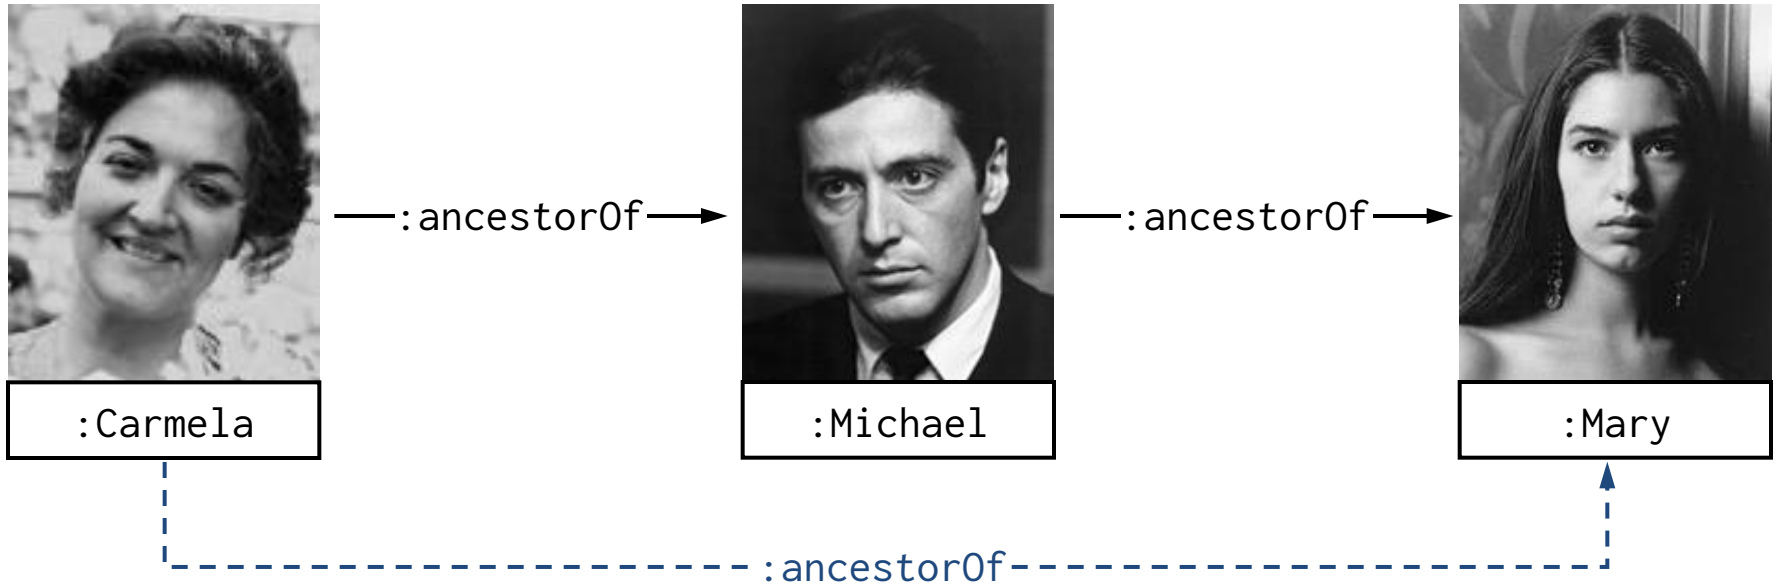 :ancestorOf
:ancestorOf
:Carmela
:Michael
:Mary
:ancestorOf